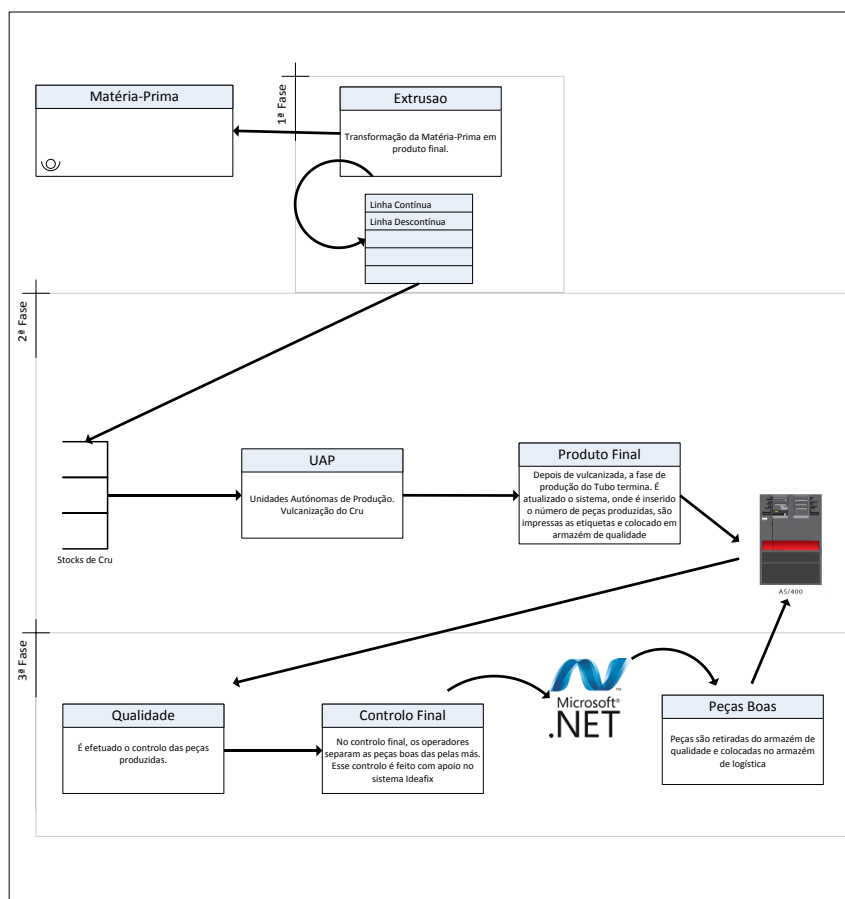 Matéria-Prima
1ª Fase
Extrusao
Transformação da Matéria-Prima em
produto final.
Linha Contínua
Linha Descontínua
2ª Fase
Stocks de Cru
UAP
Unidades Autónomas de Produção.
Vulcanização do Cru
Produto Final
Depois de vulcanizada, a fase de
produção do Tubo termina. É
atualizado o sistema, onde é inserido
o número de peças produzidas, são
impressas as etiquetas e colocado em
armazém de qualidade
AS/400
3ª Fase
Qualidade
É efetuado o controlo das peças
produzidas.
Controlo Final
No controlo final, os operadores
separam as peças boas das pelas más.
Esse controlo é feito com apoio no
sistema Ideafix
Microsoft®
.NET
™
Peças Boas
Peças são retiradas do armazém de
qualidade e colocadas no armazém
de logística